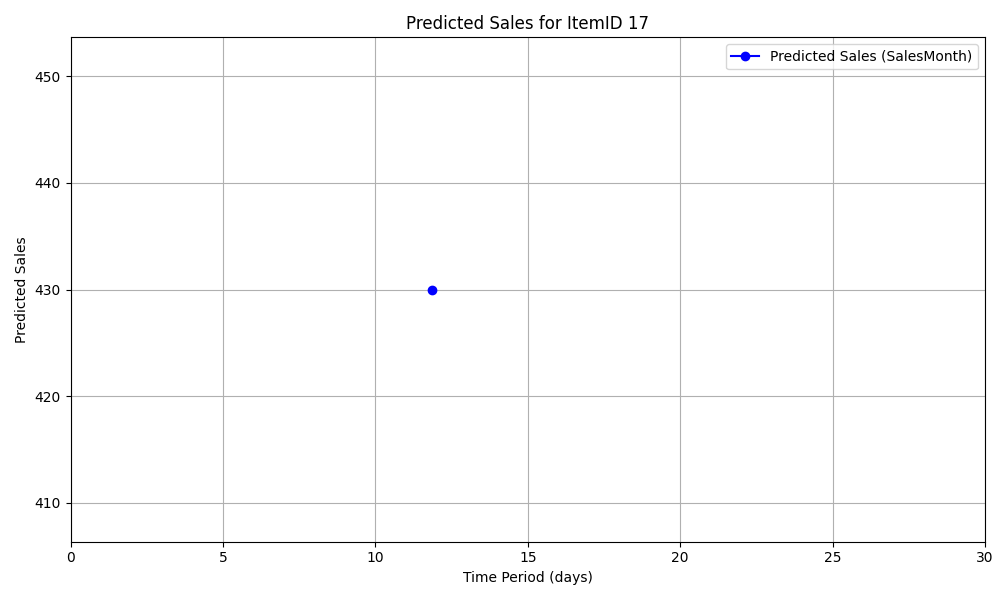 Predicted Sales for ItemID 17
Predicted Sales (SalesMonth)
Predicted Sales
450
440
430
420
410
0 5 10 15 20 25 30
Time Period (days)